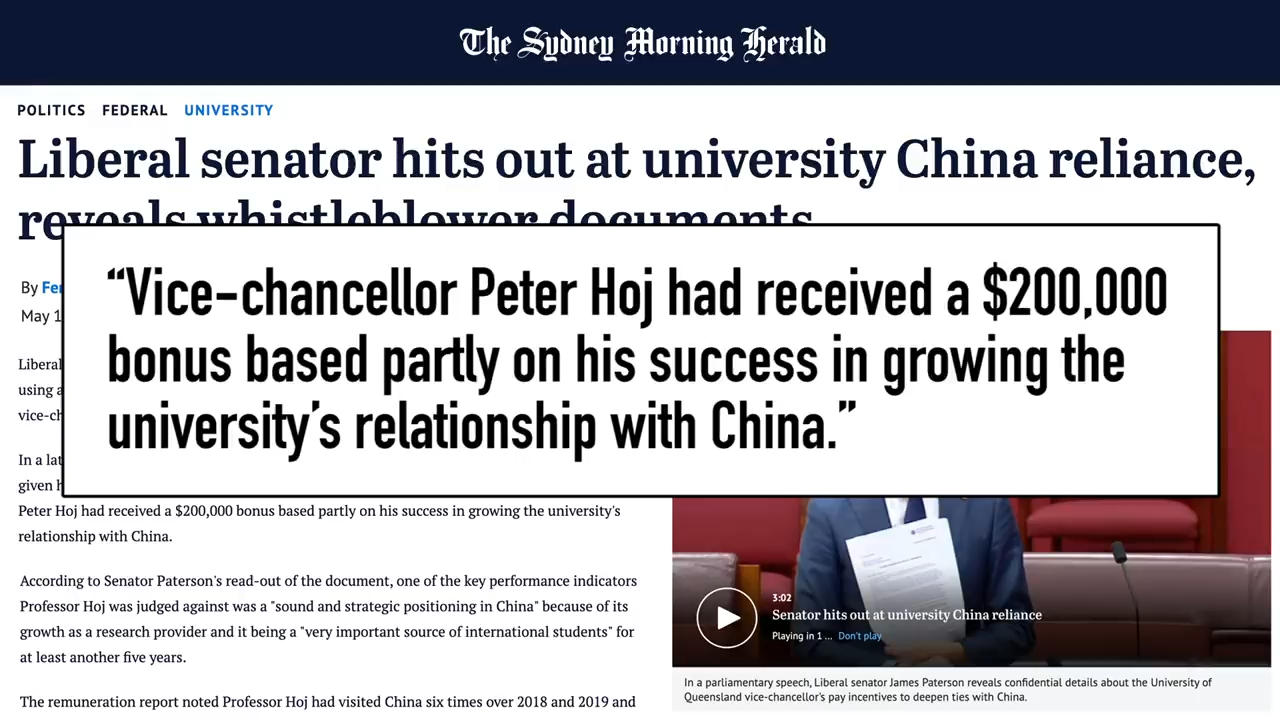 The Sydney Morning Herald
POLITICS FEDERAL UNIVERSITY
Liberal senator hits out at university China reliance,
reveals whistleblower documents
“Vice-chancellor Peter Hoj had received a $200,000
bonus based partly on his success in growing the
university’s relationship with China.”
By
May
Liberal
using
In a
given
Peter Hoj had received a $200,000 bonus based partly on his success in growing the university's
relationship with China.
According to Senator Paterson's read-out of the document, one of the key performance indicators
Professor Hoj was judged against was a "sound and strategic positioning in China" because of its
growth as a research provider and it being a "very important source of international students" for
at least another five years.
The remuneration report noted Professor Hoj had visited China six times over 2018 and 2019 and
3:02
Senator hits out at university China reliance
Playing in 1 ... Don't play
In a parliamentary speech, Liberal senator James Paterson reveals confidential details about the University of
Queensland vice-chancellor's pay incentives to deepen ties with China.